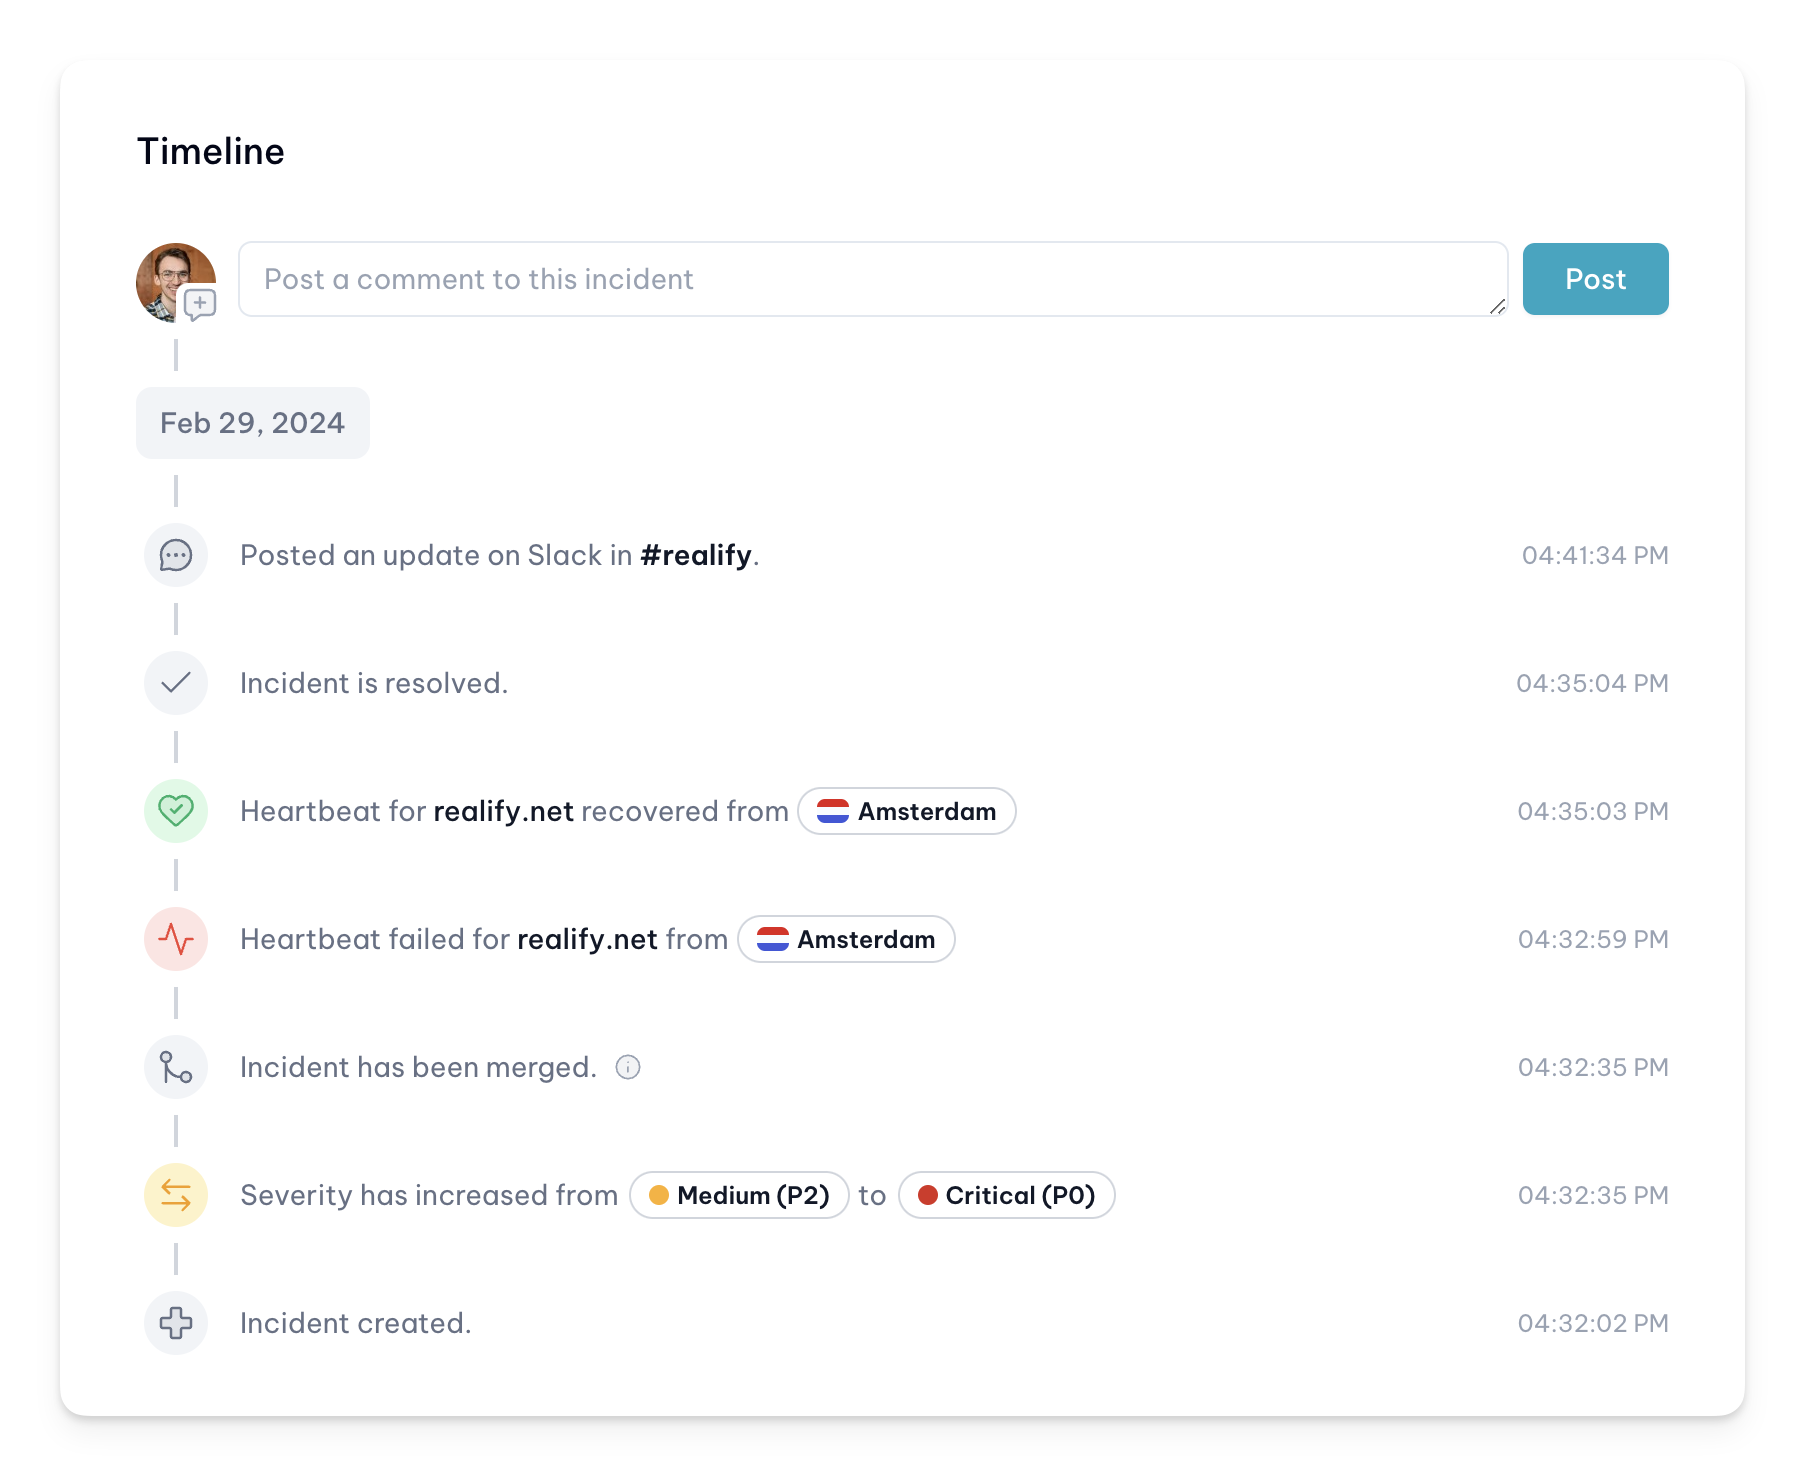 Timeline
Post a comment to this incident
Post
Feb 29, 2024
Posted an update on Slack in #realify. 04:41:34 PM
Incident is resolved. 04:35:04 PM
Heartbeat for realify.net recovered from Amsterdam 04:35:03 PM
Heartbeat failed for realify.net from Amsterdam 04:32:59 PM
Incident has been merged. 04:32:35 PM
Severity has increased from Medium (P2) to Critical (P0) 04:32:35 PM
Incident created. 04:32:02 PM